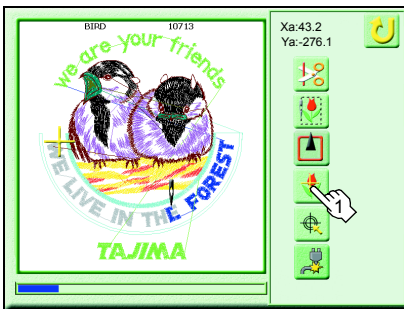 BIRD 10713
Xa:43.2
Ya:-276.1
we are your friends
WE LIVE IN THE FOREST
TAJIMA
1